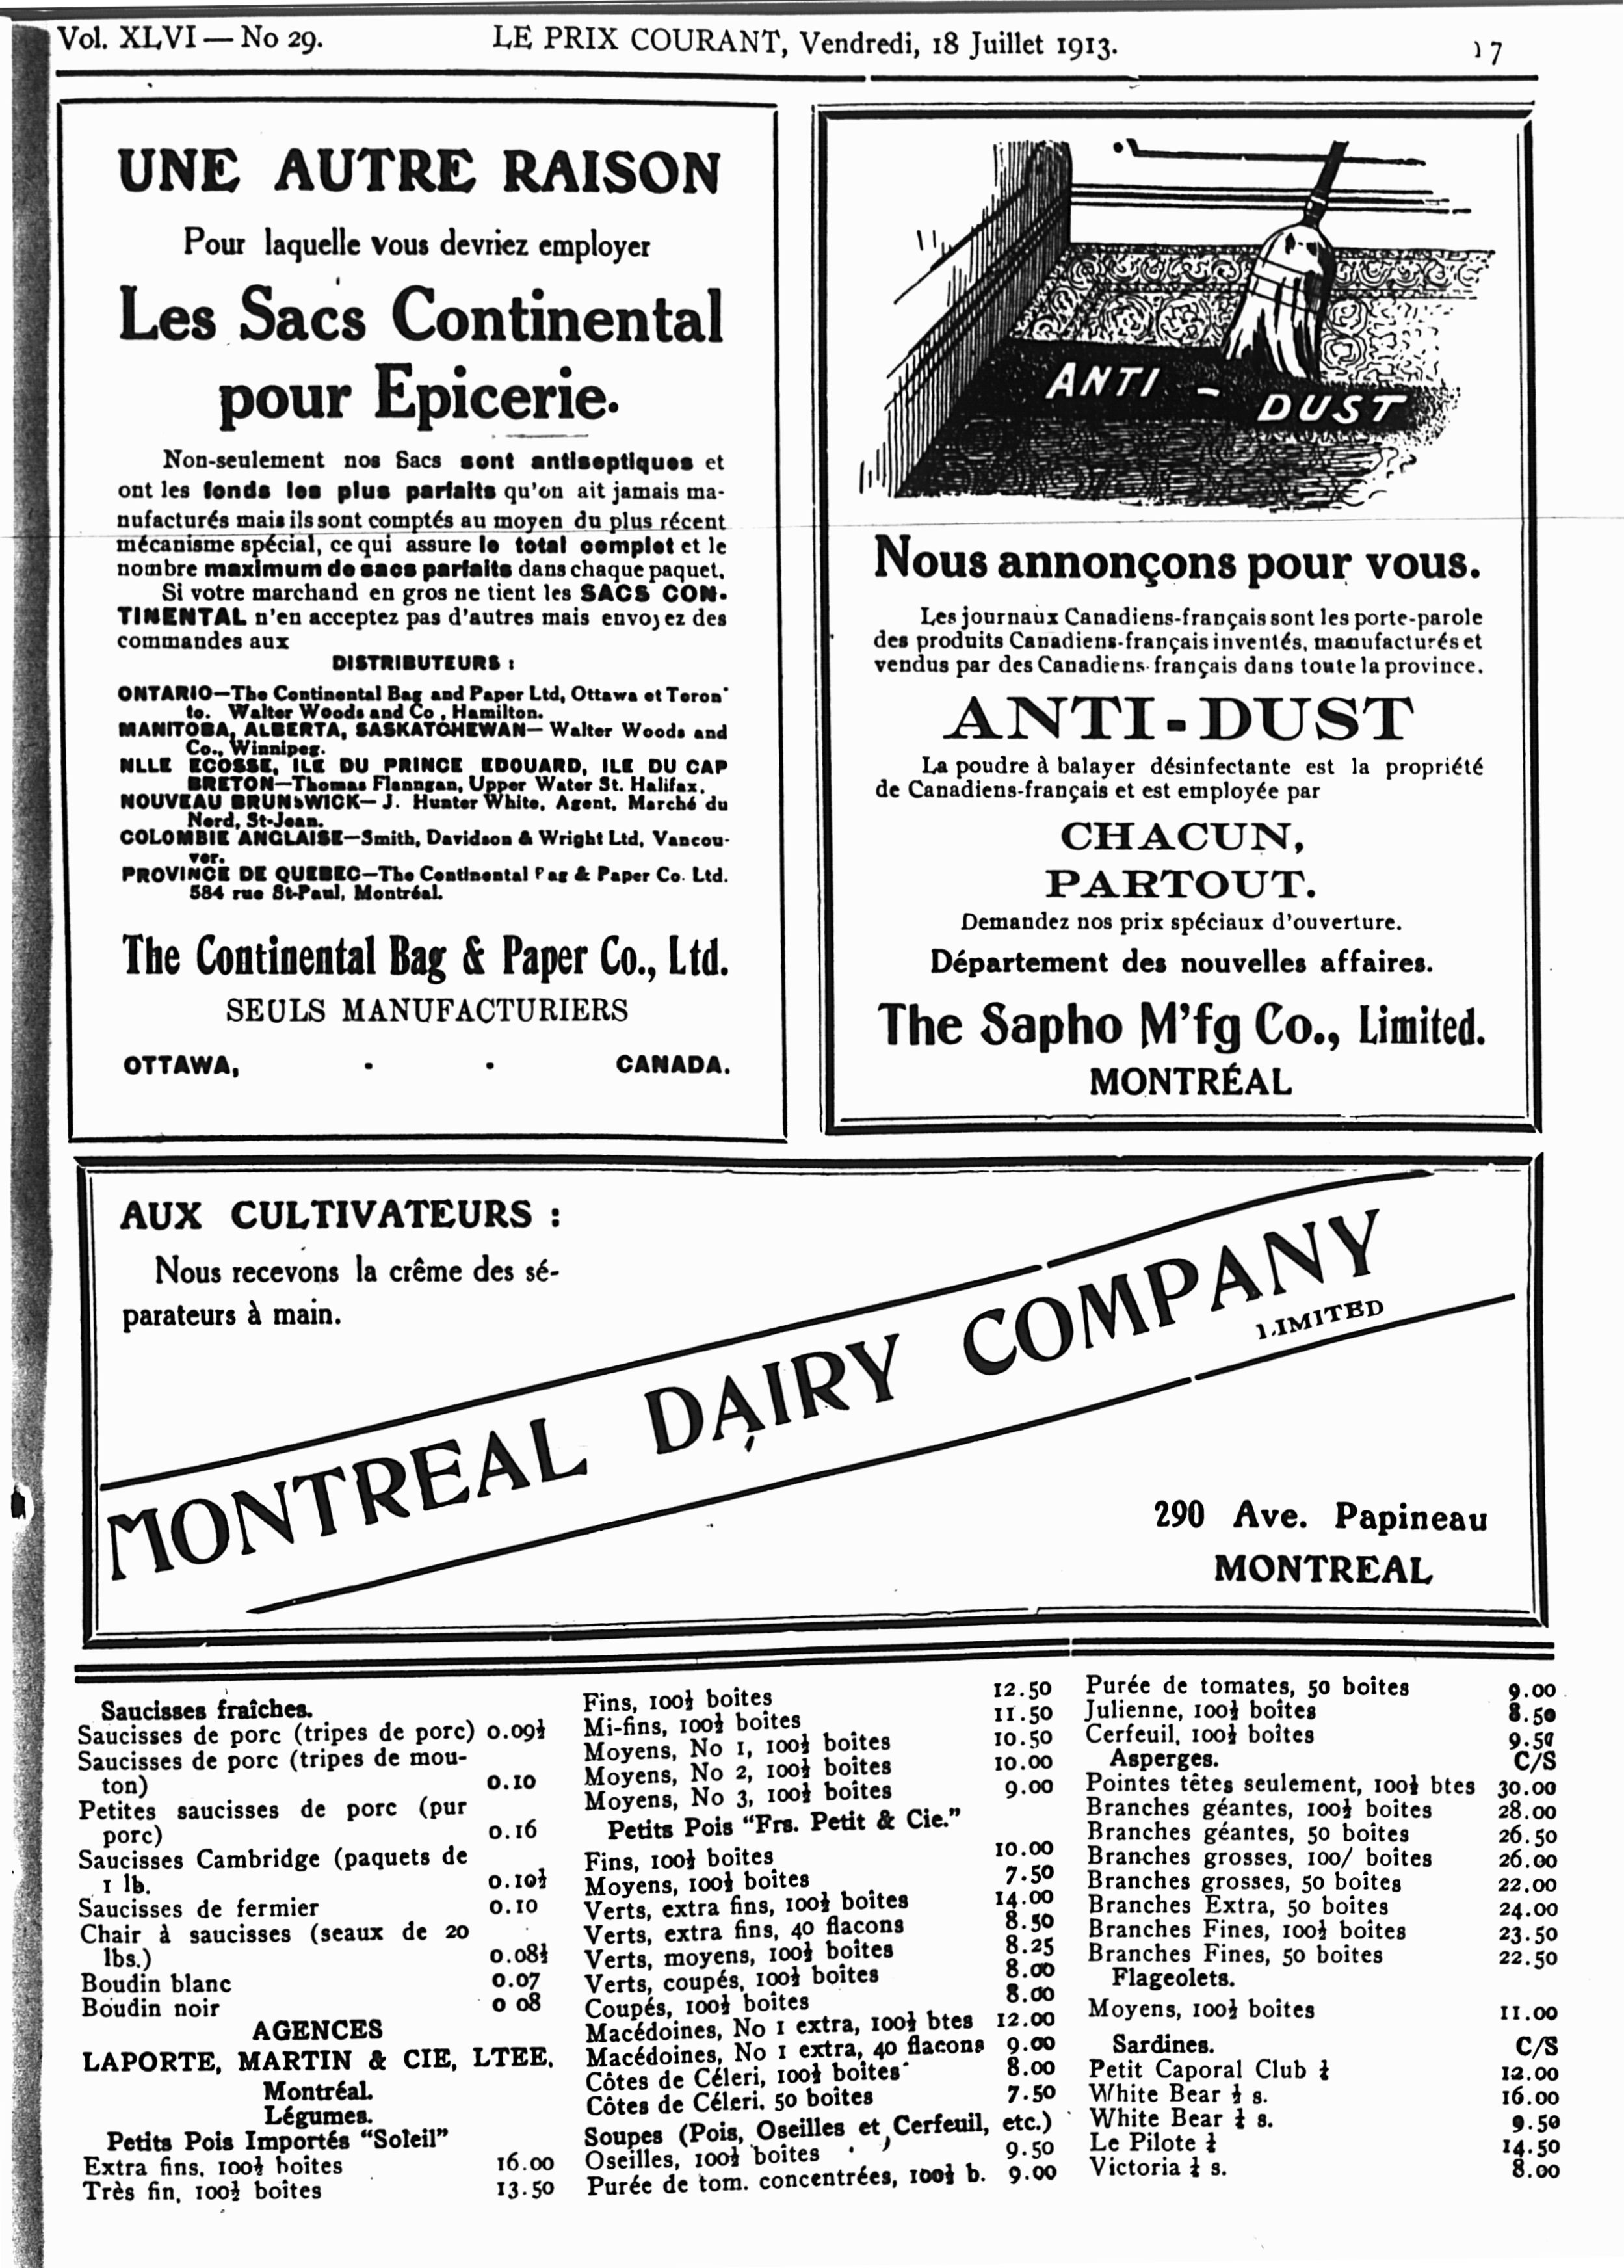 Vol. XLVI — No 29.
LE PRIX COURANT, Vendredi, 18 Juillet 1913.
17
UNE AUTRE RAISON
Pour laquelle vous devriez employer
Les Sacs Continental
pour Epicerie.
Non-seulement nos Sacs sont antiseptiques et
ont les fonds les plus parfaits qu'on ait jamais ma-
nufacturés mais ils sont comptés au moyen du plus récent
mécanisme spécial, ce qui assure le total complet et le
nombre maximum de sacs parfaits dans chaque paquet.
Si votre marchand en gros ne tient les SACS CON-
TINENTAL n'en acceptez pas d'autres mais envoyez des
commandes aux
DISTRIBUTEURS :
ONTARIO—The Continental Bag and Paper Ltd, Ottawa et Toron-
to. Walter Woods and Co, Hamilton.
MANITOBA, ALBERTA, SASKATCHEWAN— Walter Woods and
Co., Winnipeg.
NLLE ECOSSE, ILE DU PRINCE EDOUARD, ILE DU CAP
BRETON—Thomas Flanngan, Upper Water St. Halifax.
NOUVEAU BRUNSWICK— J. Hunter White, Agent, Marché du
Nord, St-Jean.
COLOMBIE ANGLAISE—Smith, Davidson & Wright Ltd, Vancou-
ver.
PROVINCE DE QUEBEC—The Continental Bag & Paper Co. Ltd.
584 rue St-Paul, Montréal.
The Continental Bag & Paper Co., Ltd.
SEULS MANUFACTURIERS
OTTAWA, - - CANADA.
ANTI - DUST
Nous annonçons pour vous.
Les journaux Canadiens-français sont les porte-parole
des produits Canadiens-français inventés, manufacturés et
vendus par des Canadiens-français dans toute la province.
ANTI-DUST
La poudre à balayer désinfectante est la propriété
de Canadiens-français et est employée par
CHACUN,
PARTOUT.
Demandez nos prix spéciaux d'ouverture.
Département des nouvelles affaires.
The Sapho M'fg Co., Limited.
MONTRÉAL
AUX CULTIVATEURS :
Nous recevons la crême des sé-
parateurs à main.
MONTREAL DAIRY COMPANY
LIMITED
290 Ave. Papineau
MONTREAL
Saucisses fraîches.
Saucisses de porc (tripes de porc) 0.09½
Saucisses de porc (tripes de mou-
ton) 0.10
Petites saucisses de porc (pur
porc) 0.16
Saucisses Cambridge (paquets de
1 lb. 0.10½
Saucisses de fermier 0.10
Chair à saucisses (seaux de 20
lbs.) 0.08½
Boudin blanc 0.07
Boudin noir 0 08
AGENCES
LAPORTE, MARTIN & CIE, LTEE.
Montréal.
Légumes.
Petits Pois Importés "Soleil"
Extra fins, 100½ boîtes 16.00
Très fin, 100½ boîtes 13.50
Fins, 100½ boîtes 12.50
Mi-fins, 100½ boîtes 11.50
Moyens, No 1, 100½ boîtes 10.50
Moyens, No 2, 100½ boîtes 10.00
Moyens, No 3, 100½ boîtes 9.00
Petits Pois "Frs. Petit & Cie."
Fins, 100½ boîtes 10.00
Moyens, 100½ boîtes 7.50
Verts, extra fins, 100½ boîtes 14.00
Verts, extra fins, 40 flacons 8.50
Verts, moyens, 100½ boîtes 8.25
Verts, coupés, 100½ boîtes 8.00
Coupés, 100½ boîtes 8.00
Macédoines, No 1 extra, 100½ btes 12.00
Macédoines, No 1 extra, 40 flacons 9.00
Côtes de Céleri, 100½ boîtes 8.00
Côtes de Céleri. 50 boîtes 7.50
Soupes (Pois, Oseilles et Cerfeuil, etc.)
Oseilles, 100½ boîtes 9.50
Purée de tom. concentrées, 100½ b. 9.00
Purée de tomates, 50 boîtes 9.00
Julienne, 100½ boîtes 8.50
Cerfeuil, 100½ boîtes 9.50
Asperges. C/S
Pointes têtes seulement, 100½ btes 30.00
Branches géantes, 100½ boîtes 28.00
Branches géantes, 50 boîtes 26.50
Branches grosses, 100/ boîtes 26.00
Branches grosses, 50 boîtes 22.00
Branches Extra, 50 boîtes 24.00
Branches Fines, 100½ boîtes 23.50
Branches Fines, 50 boîtes 22.50
Flageolets.
Moyens, 100½ boîtes 11.00
Sardines. C/S
Petit Caporal Club ¼ 12.00
White Bear ½ s. 16.00
White Bear ¼ s. 9.50
Le Pilote ¼ 14.50
Victoria ¼ s. 8.00